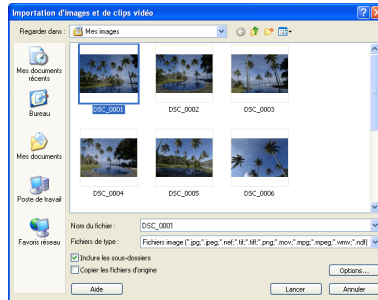 Importation d'images et de clips vidéo
Regarder dans :
Mes images
Mes documents
récents
Bureau
Mes documents
Poste de travail
Favoris réseau
DSC_0001
DSC_0002
DSC_0003
DSC_0004
DSC_0005
DSC_0006
Nom du fichier :
DSC_0001
Fichiers de type :
Fichiers image (*.jpg;*.jpeg;*.nef;*.tif;*.tiff;*.png;*.mov;*.mpg;*.mpeg;*.wmv;*.ndf)
Inclure les sous-dossiers
Copier les fichiers d'origine
Options...
Aide
Lancer
Annuler